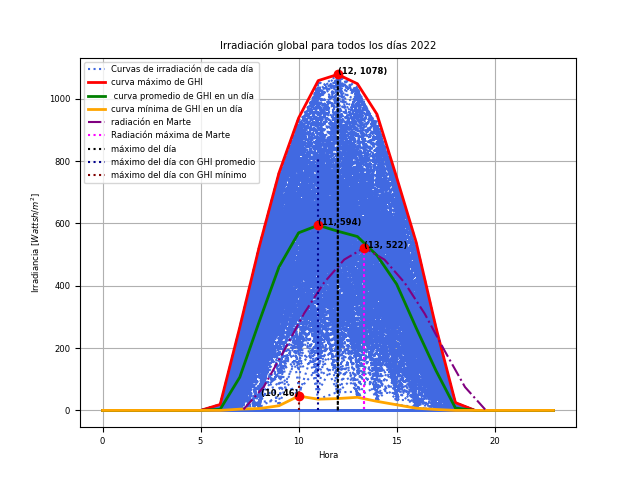 Irradiación global para todos los días 2022
Curvas de irradiación de cada día
curva máximo de GHI
curva promedio de GHI en un día
curva mínima de GHI en un día
radiación en Marte
Radiación máxima de Marte
máximo del día
máximo del día con GHI promedio
máximo del día con GHI mínimo
(12, 1078)
(11, 594)
(13, 522)
(10, 46)
Irradiancia [Wattsh/m²]
1000
800
600
400
200
0
0 5 10 15 20
Hora